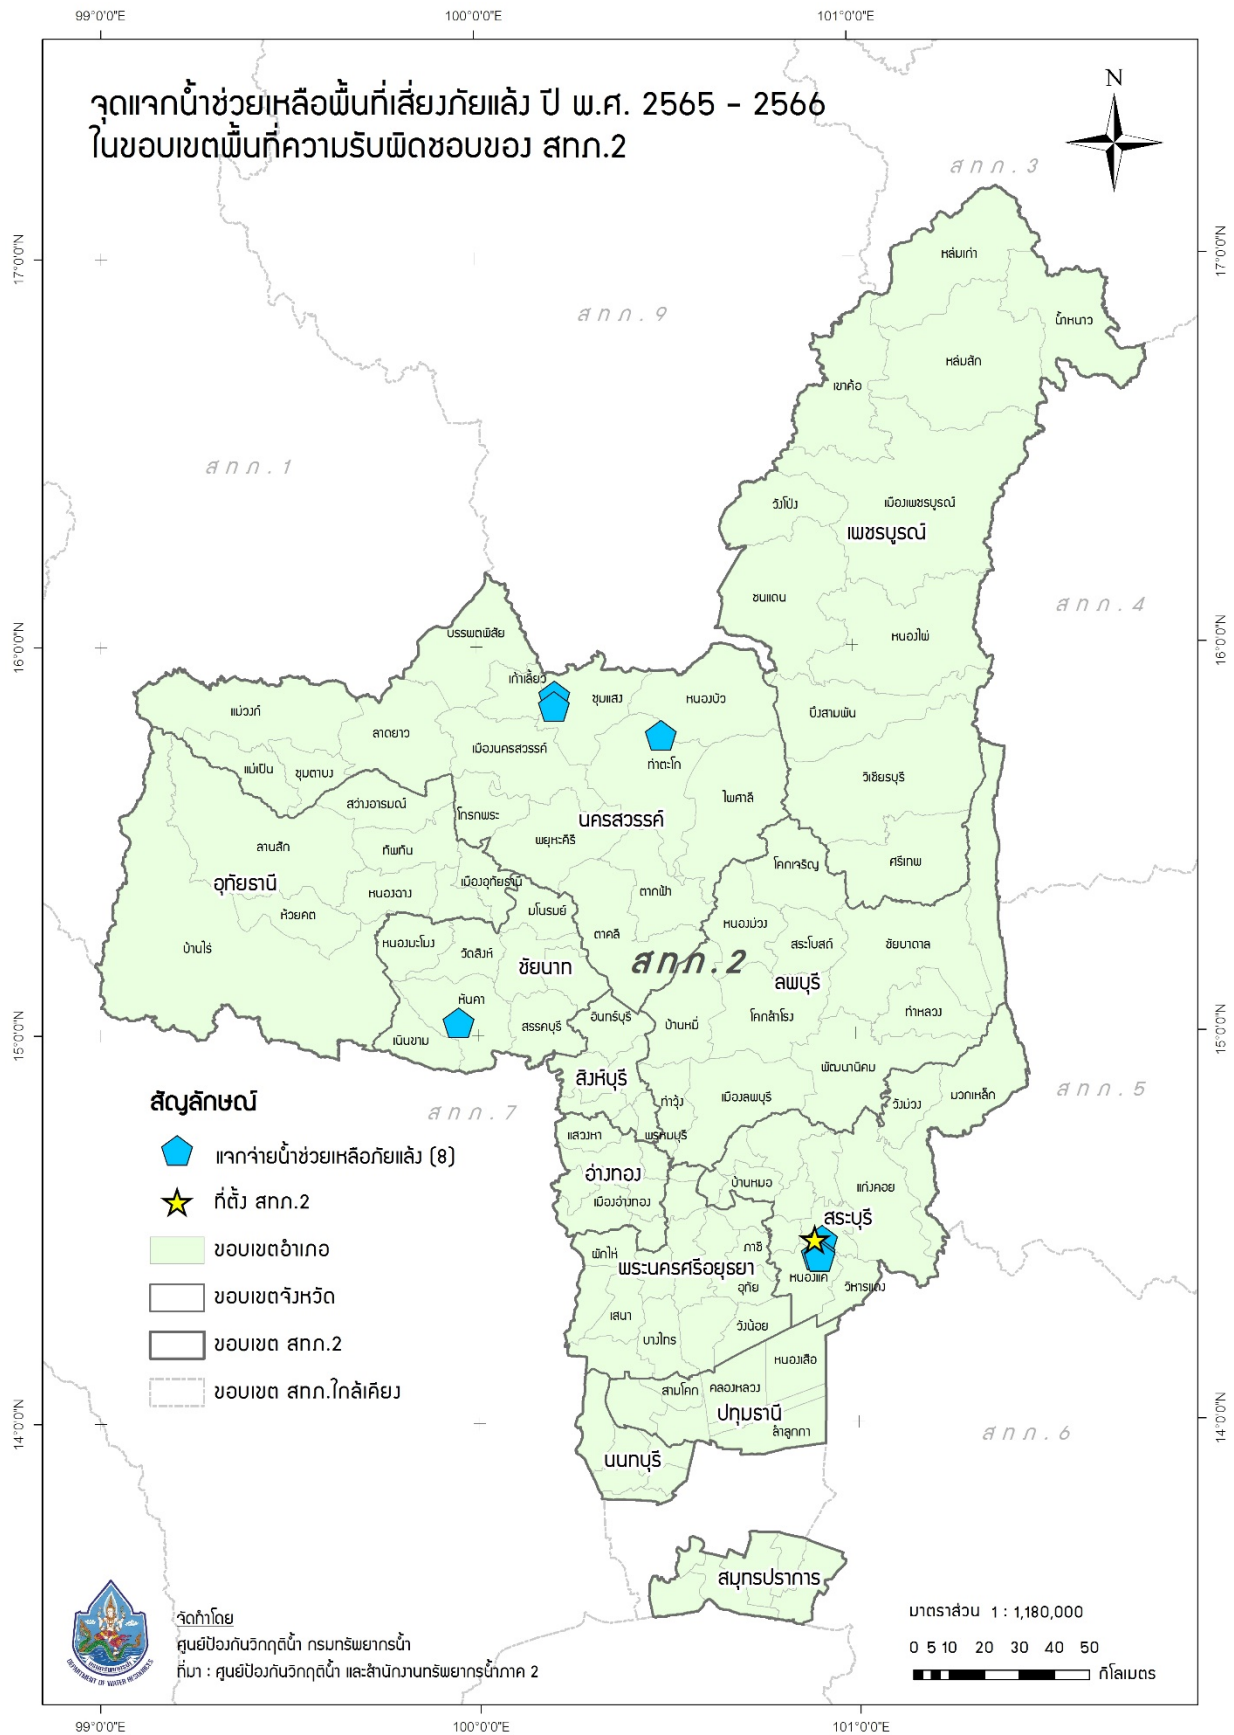 99°0'0"E
100°0'0"E
101°0'0"E
จุดแจกน้ำช่วยเหลือพื้นที่เสี่ยงภัยแล้ง ปี พ.ศ. 2565 - 2566
ในขอบเขตพื้นที่ความรับผิดชอบของ สทภ.2
N
สทภ.3
17°0'0"N
17°0'0"N
หล่มเก่า
น้ำหนาว
สทภ.9
หล่มสัก
เขาค้อ
สทภ.1
วังโป่ง
เมืองเพชรบูรณ์
เพชรบูรณ์
ชนแดน
สทภ.4
หนองไผ่
16°0'0"N
16°0'0"N
บรรพตพิสัย
เก้าเลี้ยว
ชุมแสง
หนองบัว
บึงสามพัน
แม่วงก์
ลาดยาว
เมืองนครสวรรค์
ท่าตะโก
แม่เปิน
ชุมตาบง
วิเชียรบุรี
ไพศาลี
สว่างอารมณ์
โกรกพระ
นครสวรรค์
พยุหะคีรี
ลานสัก
ทัพทัน
โคกเจริญ
ศรีเทพ
อุทัยธานี
หนองฉาง
เมืองอุทัยธานี
ตากฟ้า
ห้วยคต
มโนรมย์
หนองม่วง
บ้านไร่
หนองมะโมง
วัดสิงห์
ตาคลี
สระโบสถ์
ชัยบาดาล
ชัยนาท
สทภ.2
ลพบุรี
หันคา
สรรคบุรี
อินทร์บุรี
บ้านหมี่
โคกสำโรง
ท่าหลวง
15°0'0"N
15°0'0"N
เนินขาม
พัฒนานิคม
สิงห์บุรี
ท่าวุ้ง
เมืองลพบุรี
วังม่วง
มวกเหล็ก
สทภ.5
สทภ.7
สัญลักษณ์
แสวงหา
พรหมบุรี
แจกจ่ายน้ำช่วยเหลือภัยแล้ง (8)
อ่างทอง
บ้านหมอ
แก่งคอย
ที่ตั้ง สทภ.2
เมืองอ่างทอง
สระบุรี
ขอบเขตอำเภอ
ผักไห่
พระนครศรีอยุธยา
ภาชี
หนองแค
วิหารแดง
อุทัย
ขอบเขตจังหวัด
เสนา
บางไทร
วังน้อย
ขอบเขต สทภ.2
หนองเสือ
ขอบเขต สทภ.ใกล้เคียง
สามโคก
คลองหลวง
ปทุมธานี
ลำลูกกา
14°0'0"N
14°0'0"N
สทภ.6
นนทบุรี
สมุทรปราการ
จัดทำโดย
ศูนย์ป้องกันวิกฤติน้ำ กรมทรัพยากรน้ำ
ที่มา : ศูนย์ป้องกันวิกฤติน้ำ และสำนักงานทรัพยากรน้ำภาค 2
กรมทรัพยากรน้ำ
DEPARTMENT OF WATER RESOURCES
มาตราส่วน 1 : 1,180,000
0 5 10 20 30 40 50
กิโลเมตร
99°0'0"E
100°0'0"E
101°0'0"E